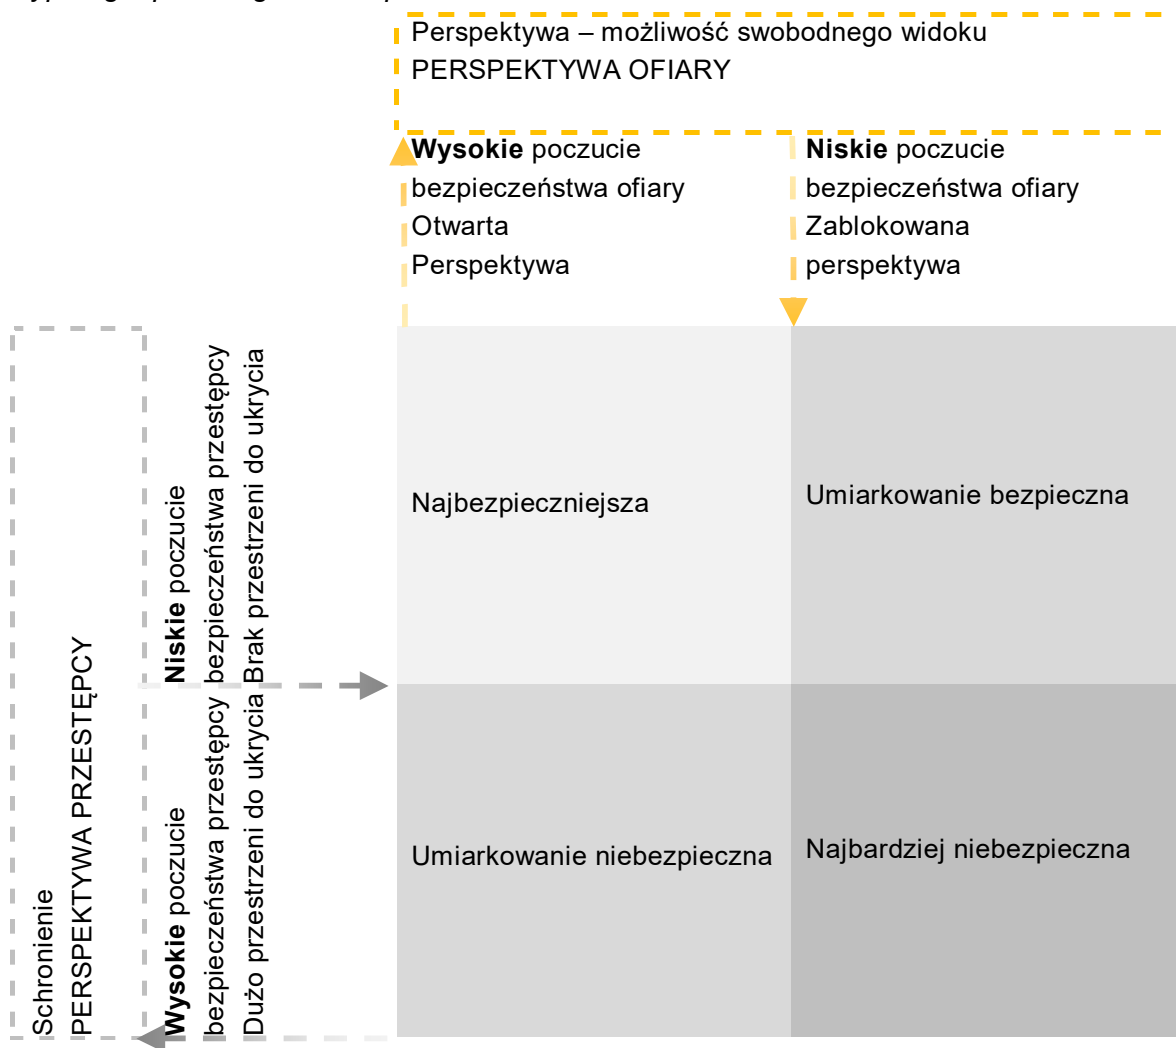 Perspektywa – możliwość swobodnego widoku
PERSPEKTYWA OFIARY
Wysokie poczucie
bezpieczeństwa ofiary
Otwarta
Perspektywa
Niskie poczucie
bezpieczeństwa ofiary
Zablokowana
perspektywa
Schronienie
PERSPEKTYWA PRZESTĘPCY
Niskie poczucie
bezpieczeństwa przestępcy
Brak przestrzeni do ukrycia
Najbezpieczniejsza
Umiarkowanie bezpieczna
Wysokie poczucie
bezpieczeństwa przestępcy
Dużo przestrzeni do ukrycia
Umiarkowanie niebezpieczna
Najbardziej niebezpieczna